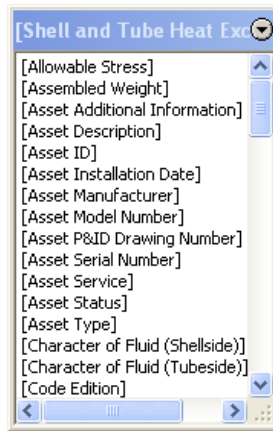 [Shell and Tube Heat Exc
[Allowable Stress]
[Assembled Weight]
[Asset Additional Information]
[Asset Description]
[Asset ID]
[Asset Installation Date]
[Asset Manufacturer]
[Asset Model Number]
[Asset P&ID Drawing Number]
[Asset Serial Number]
[Asset Service]
[Asset Status]
[Asset Type]
[Character of Fluid (Shellside)]
[Character of Fluid (Tubeside)]
[Code Edition]